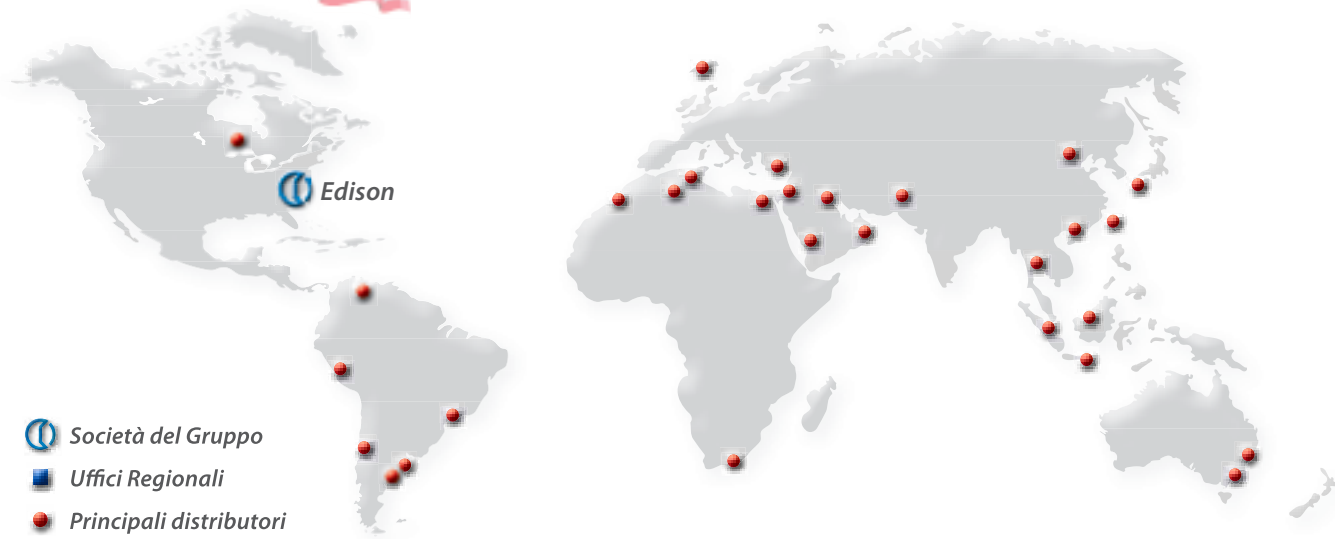 Edison
Società del Gruppo
Uffici Regionali
Principali distributori